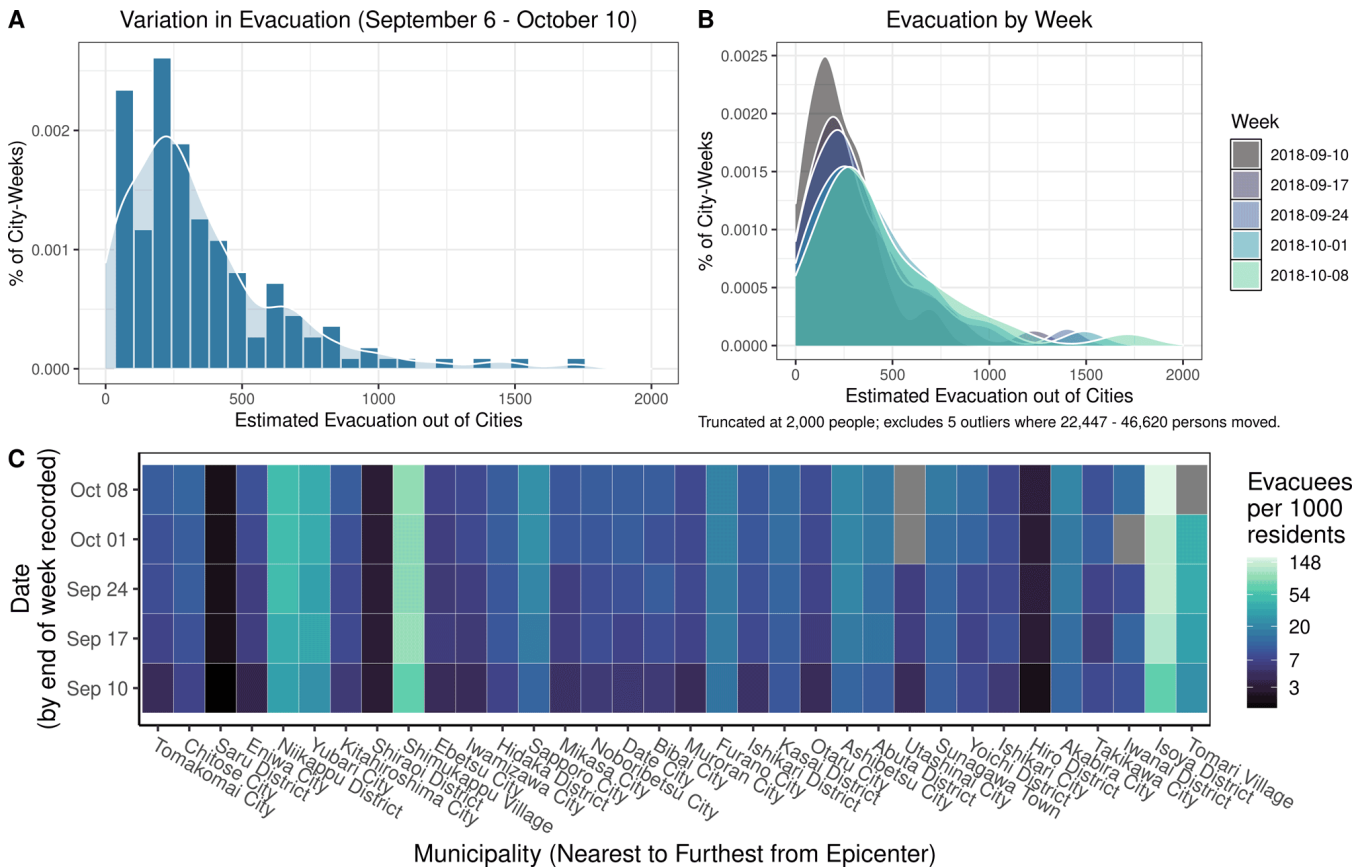 A
Variation in Evacuation (September 6 - October 10)
% of City-Weeks)
0.002
0.001
0.000
0
500
1000
1500
2000
Estimated Evacuation out of Cities
B
Evacuation by Week
% of City-Weeks)
0.0025
0.0020
0.0015
0.0010
0.0005
0.0000
0
500
1000
1500
2000
Estimated Evacuation out of Cities
Truncated at 2,000 people; excludes 5 outliers where 22,447 - 46,620 persons moved.
Week
2018-09-10
2018-09-17
2018-09-24
2018-10-01
2018-10-08
C
Date
(by end of week recorded)
Oct 08
Oct 01
Sep 24
Sep 17
Sep 10
Tomakomai City
Chitose City
Saru District
Eniwa City
Niikappu District
Yubari City
Kitahiroshima City
Shiraoi District
Shimukappu Village
Ebetsu City
Iwamizawa City
Hidaka District
Sapporo City
Mikasa City
Noboribetsu City
Date City
Bibai City
Muroran City
Furano City
Ishikari District
Kasai District
Otaru City
Ashibetsu City
Abuta District
Utashinai City
Sunagawa Town
Yoichi District
Ishikari City
Hiro District
Akabira City
Takikawa City
Iwanai District
Isoya District
Tomari Village
Municipality (Nearest to Furthest from Epicenter)
Evacuees
per 1000
residents
148
54
20
7
3